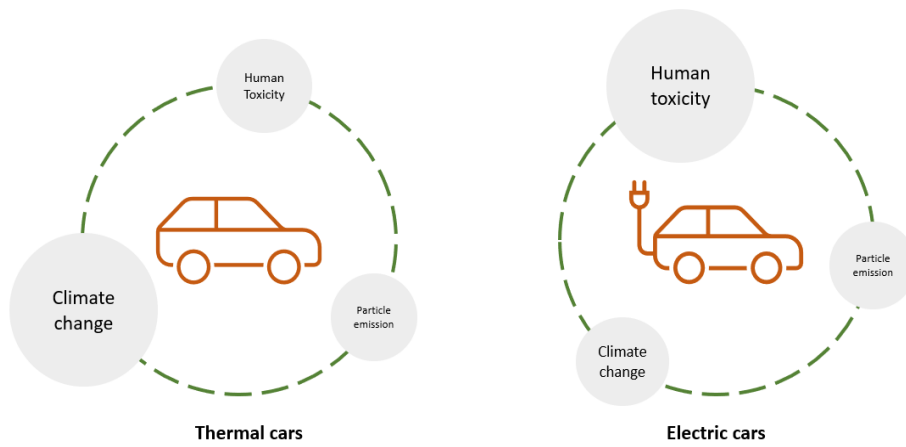 Human
Toxicity
Climate
change
Particle
emission
Thermal cars
Human
toxicity
Particle
emission
Climate
change
Electric cars